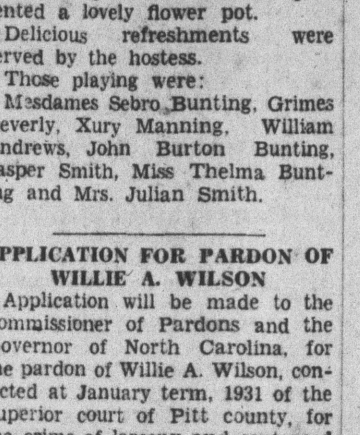 ented a lovely flower pot.
Delicious refreshments were
erved by the hostess.
Those playing were:
Mesdames Sebro Bunting, Grimes
everly, Xury Manning, William
ndrews, John Burton Bunting,
asper Smith, Miss Thelma Bunt-
ng and Mrs. Julian Smith.
PPLICATION FOR PARDON OF
WILLIE A. WILSON
Application will be made to the
ommissioner of Pardons and the
overnor of North Carolina, for
he pardon of Willie A. Wilson, con-
cted at January term, 1931 of the
uperior court of Pitt county, for